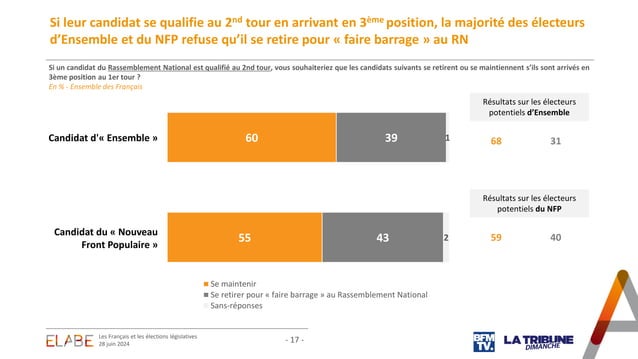 Si leur candidat se qualifie au 2nd tour en arrivant en 3ème position, la majorité des électeurs
d'Ensemble et du NFP refuse qu'il se retire pour « faire barrage » au RN
Si un candidat du Rassemblement National est qualifié au 2nd tour, vous souhaiteriez que les candidats suivants se retirent ou se maintiennent s'ils sont arrivés en
3ème position au 1er tour ?
En % - Ensemble des Français
Résultats sur les électeurs
potentiels d'Ensemble
Candidat d'« Ensemble »
60 39 1
68 31
Résultats sur les électeurs
potentiels du NFP
Candidat du « Nouveau
Front Populaire »
55 43 2
59 40
Se maintenir
Se retirer pour « faire barrage » au Rassemblement National
Sans-réponses
ELABE
Les Français et les élections législatives
28 juin 2024
- 17 -
BFM
TV.
LA TRIBUNE
DIMANCHE